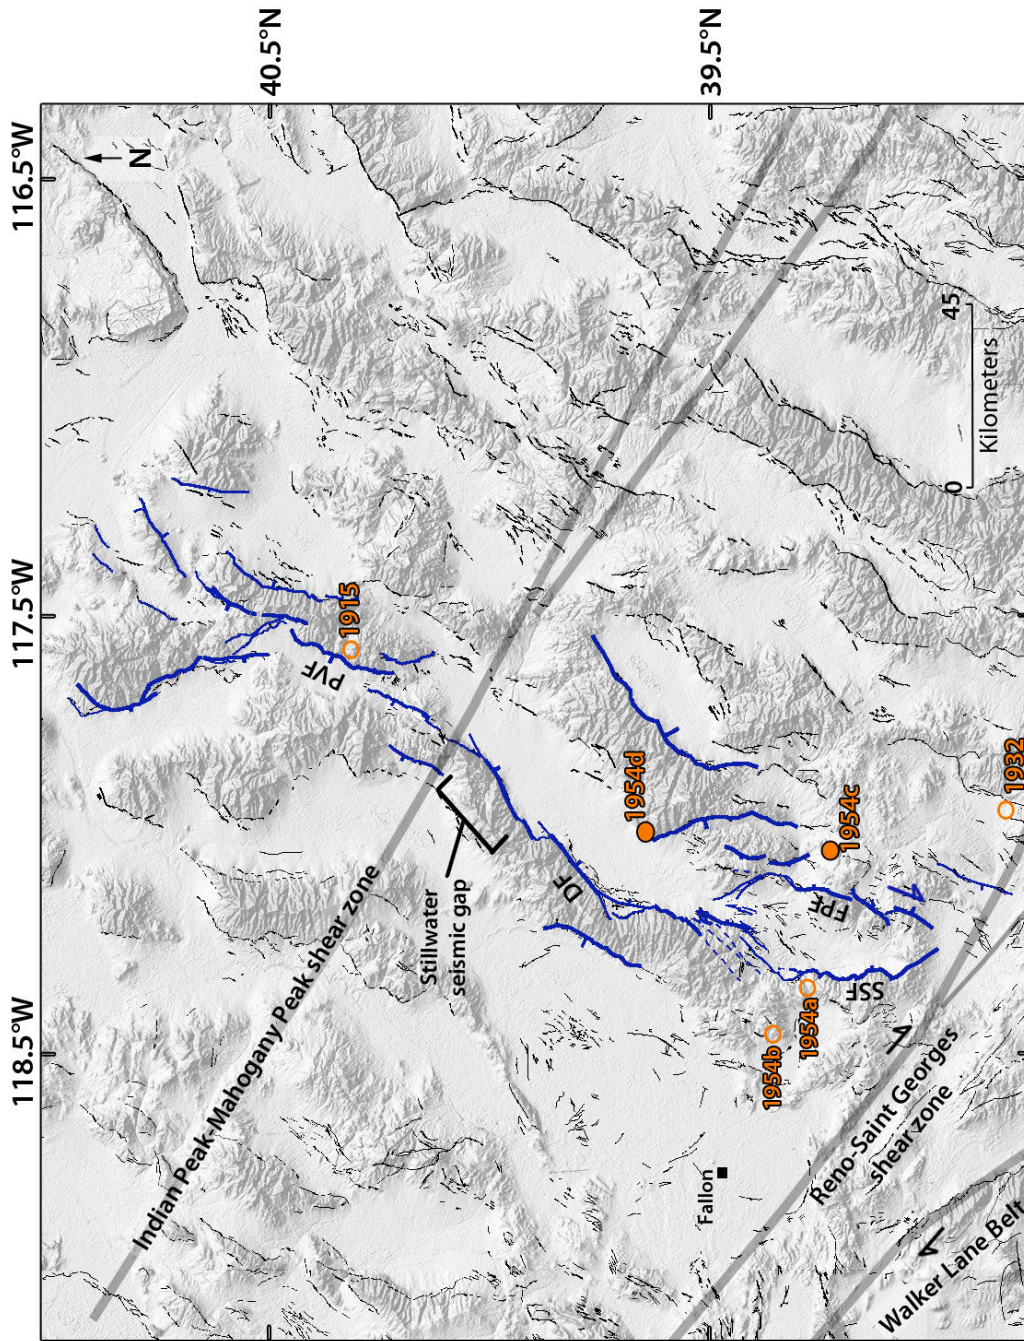 116.5°W
117.5°W
118.5°W
40.5°N
39.5°N
N
1915
PVF
Indian Peak-Mahogany Peak shear zone
Stillwater
seismic gap
DF
1954d
1954c
FPF
SSF
1954a
1954b
1932
Fallon
Reno-Saint Georges
shear zone
Walker Lane Belt
0
45
Kilometers